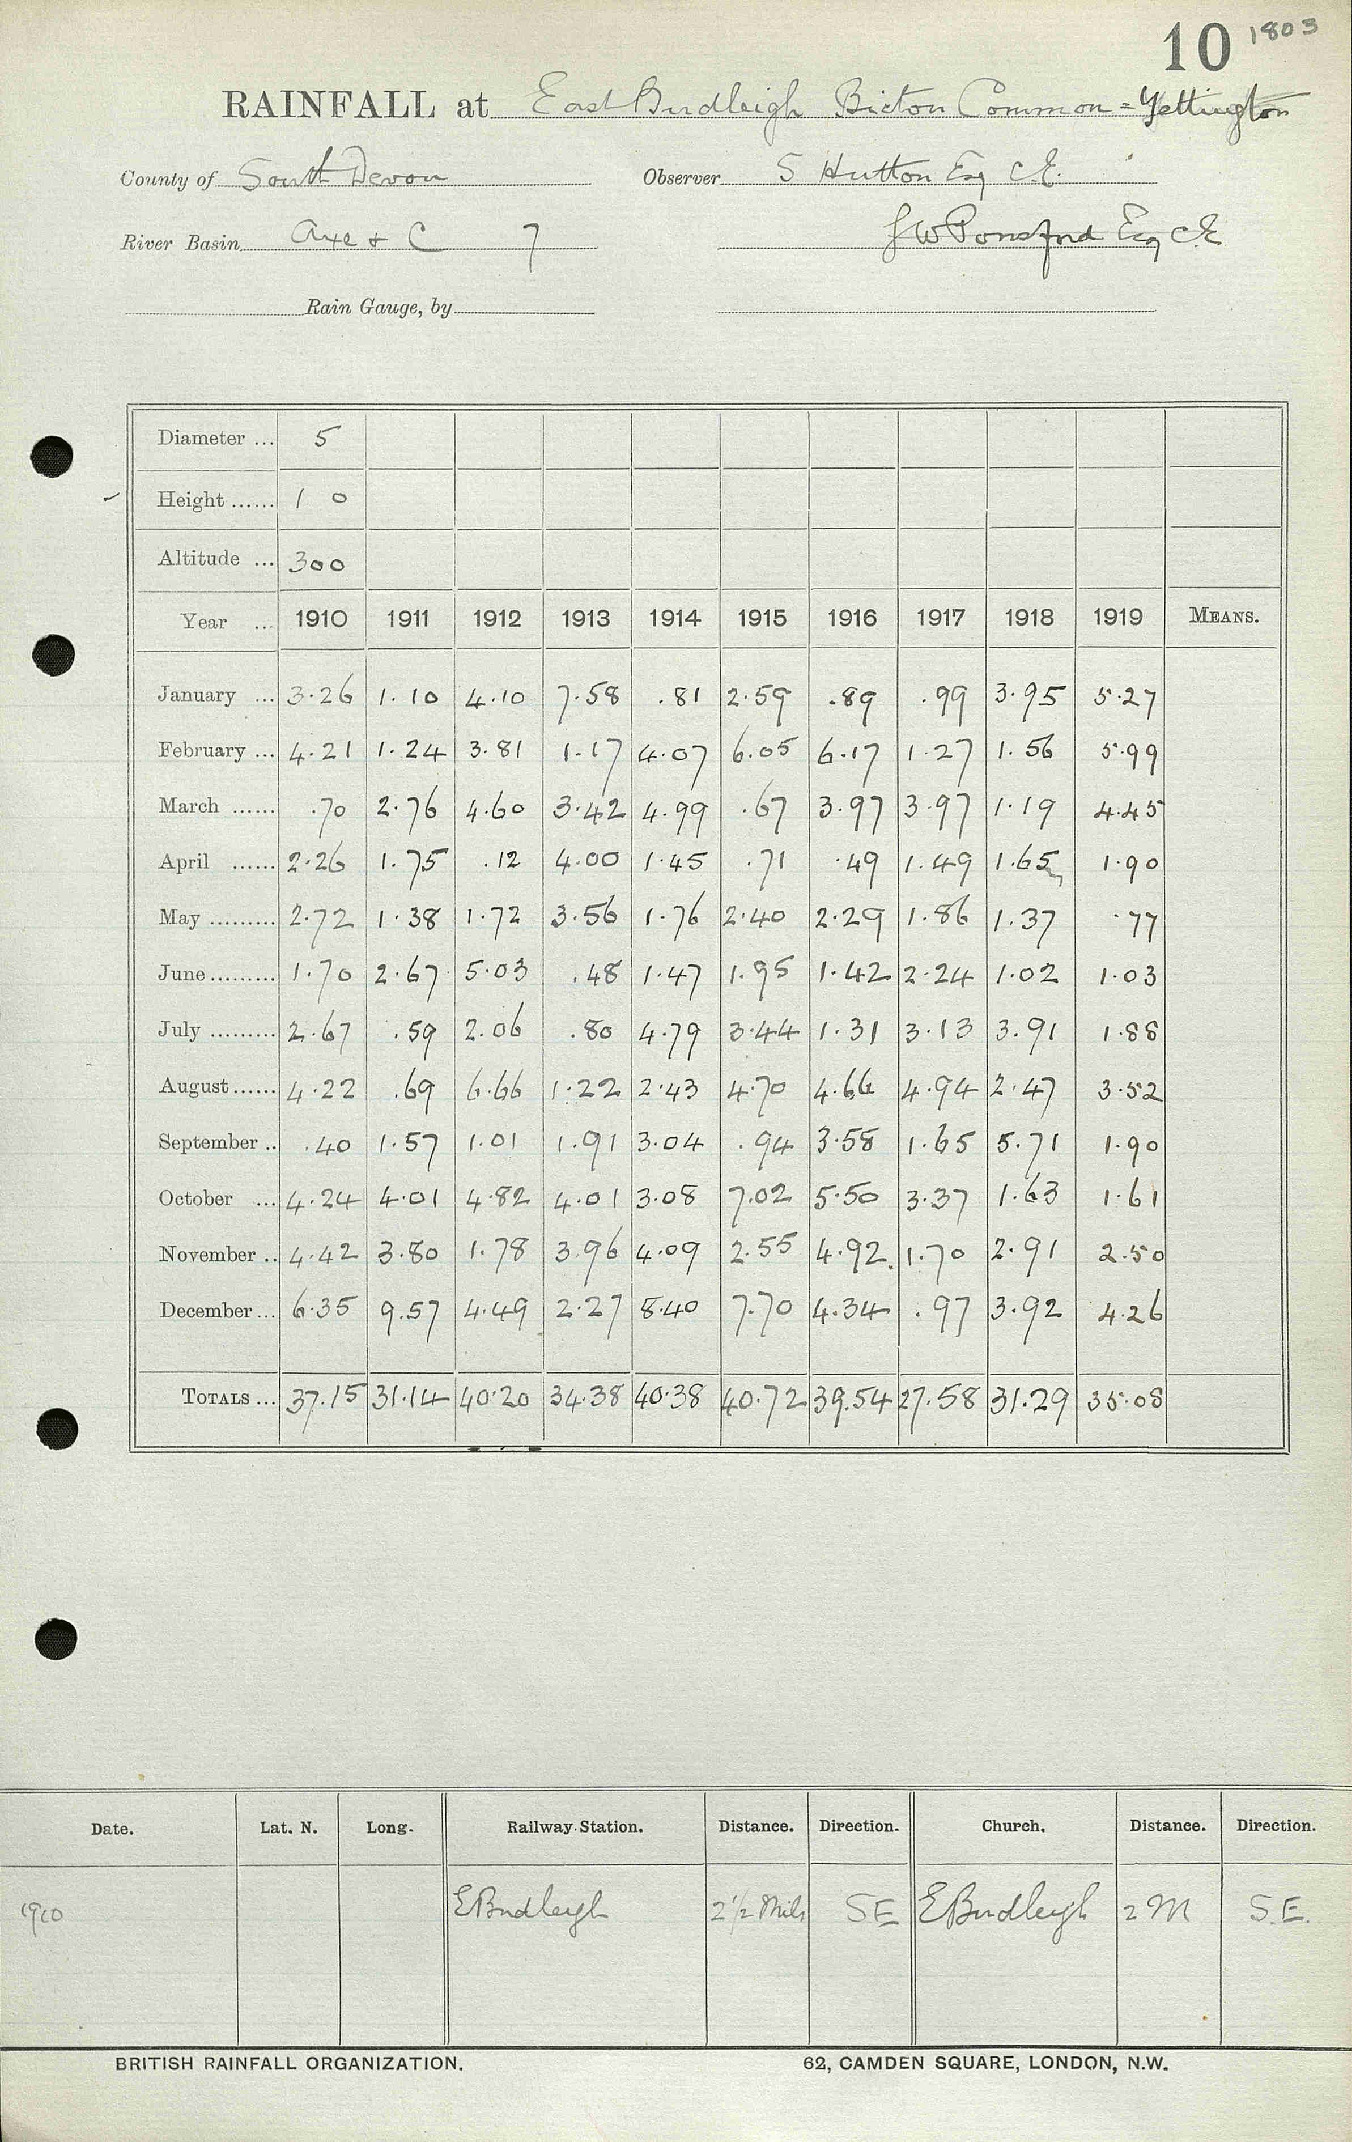 10 1803
RAINFALL at East Budleigh Bicton Common = Yettington
County of South Devon Observer S Hutton Esq C.E.
River Basin Axe & C 7 J W Ponsford Esq C E
Rain Gauge, by
Diameter ... 5
Height ...... 1 0
Altitude ... 300
Year ... 1910 1911 1912 1913 1914 1915 1916 1917 1918 1919 MEANS.
January ... 3.26 1.10 4.10 7.58 .81 2.59 .89 .99 3.95 5.27
February ... 4.21 1.24 3.81 1.17 4.07 6.05 6.17 1.27 1.56 5.99
March ...... .70 2.76 4.60 3.42 4.99 .67 3.97 3.97 1.19 4.45
April ...... 2.26 1.75 .12 4.00 1.45 .71 .49 1.49 1.65 1.90
May ......... 2.72 1.38 1.72 3.56 1.76 2.40 2.29 1.86 1.37 .77
June ......... 1.70 2.67 5.03 .48 1.47 1.95 1.42 2.24 1.02 1.03
July ......... 2.67 .59 2.06 .80 4.79 3.44 1.31 3.13 3.91 1.88
August ...... 4.22 .69 6.66 1.22 2.43 4.70 4.66 4.94 2.47 3.52
September .. .40 1.57 1.01 1.91 3.04 .94 3.58 1.65 5.71 1.90
October ... 4.24 4.01 4.82 4.01 3.08 7.02 5.50 3.37 1.63 1.61
November .. 4.42 3.80 1.78 3.96 4.09 2.55 4.92 1.70 2.91 2.50
December ... 6.35 9.57 4.49 2.27 8.40 7.70 4.34 .97 3.92 4.26
TOTALS ... 37.15 31.14 40.20 34.38 40.38 40.72 39.54 27.58 31.29 35.08
Date. Lat. N. Long. Railway Station. Distance. Direction. Church. Distance. Direction.
1910 E Budleigh 2 1/2 Mils SE E Budleigh 2 M S.E.
BRITISH RAINFALL ORGANIZATION. 62, CAMDEN SQUARE, LONDON, N.W.